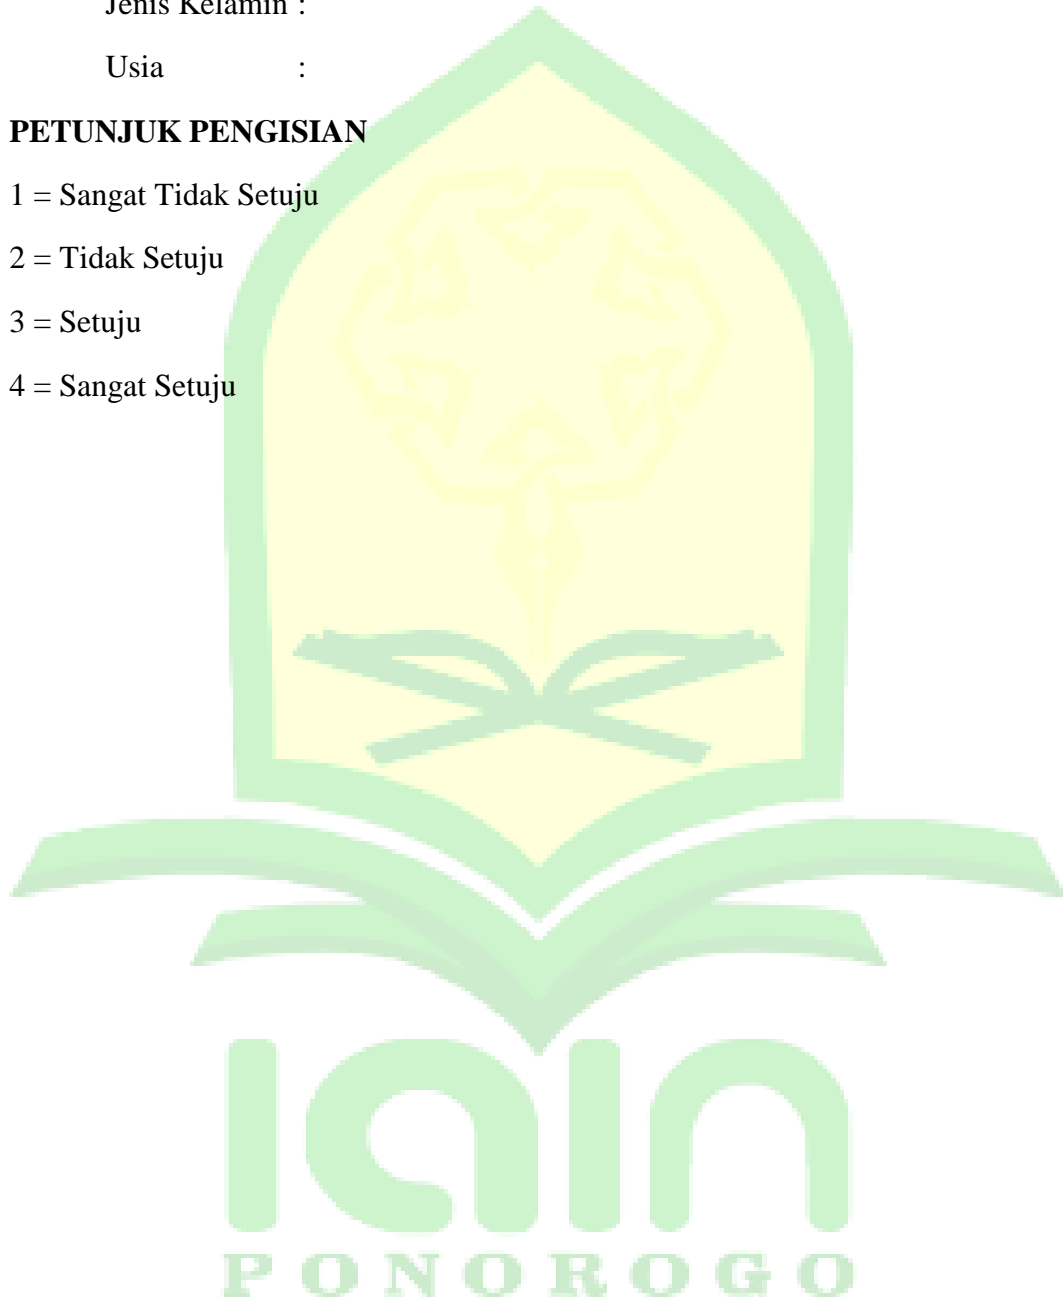 Jenis Kelamin :
Usia :
PETUNJUK PENGISIAN
1 = Sangat Tidak Setuju
2 = Tidak Setuju
3 = Setuju
4 = Sangat Setuju
iain
PONOROGO